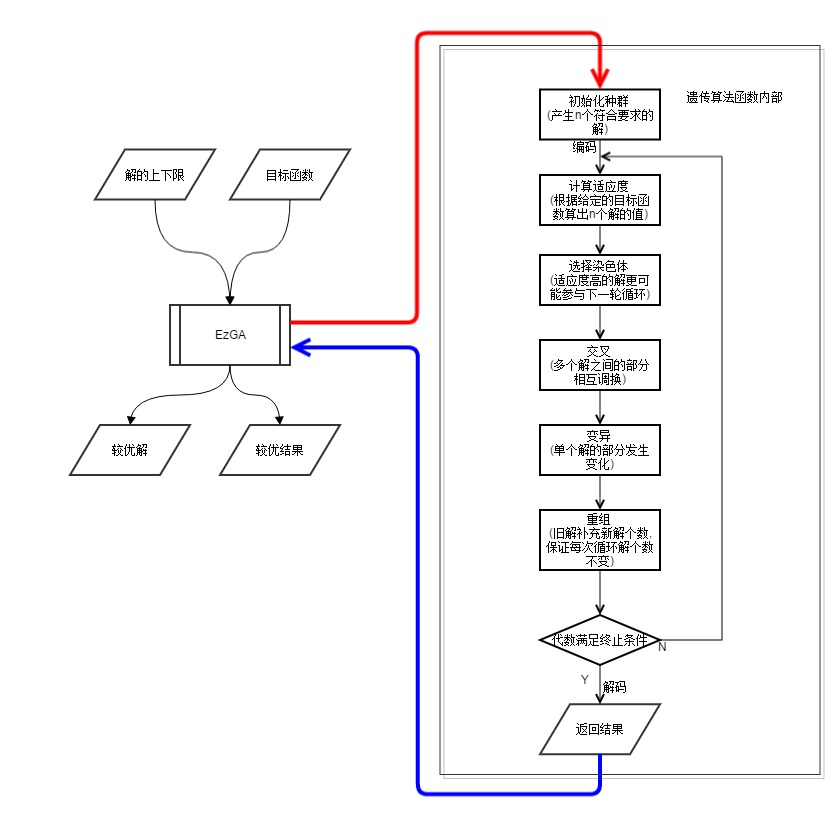 解的上下限
目标函数
EzGA
较优解
较优结果
遗传算法函数内部
初始化种群
(产生n个符合要求的
解)
编码
计算适应度
(根据给定的目标函
数算出n个解的值)
选择染色体
(适应度高的解更可
能参与下一轮循环)
交叉
(多个解之间的部分
相互调换)
变异
(单个解的部分发生
变化)
重组
(旧解补充新解个数,
保证每次循环解个数
不变)
代数满足终止条件
N
Y
解码
返回结果